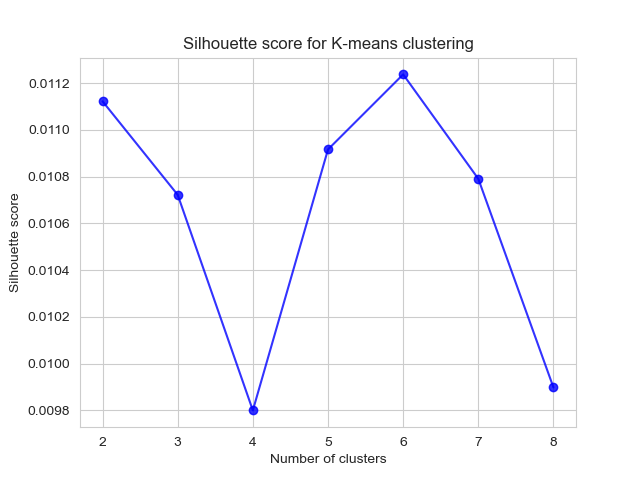 Silhouette score for K-means clustering
0.0112
0.0110
0.0108
0.0106
0.0104
0.0102
0.0100
0.0098
Silhouette score
2 3 4 5 6 7 8
Number of clusters